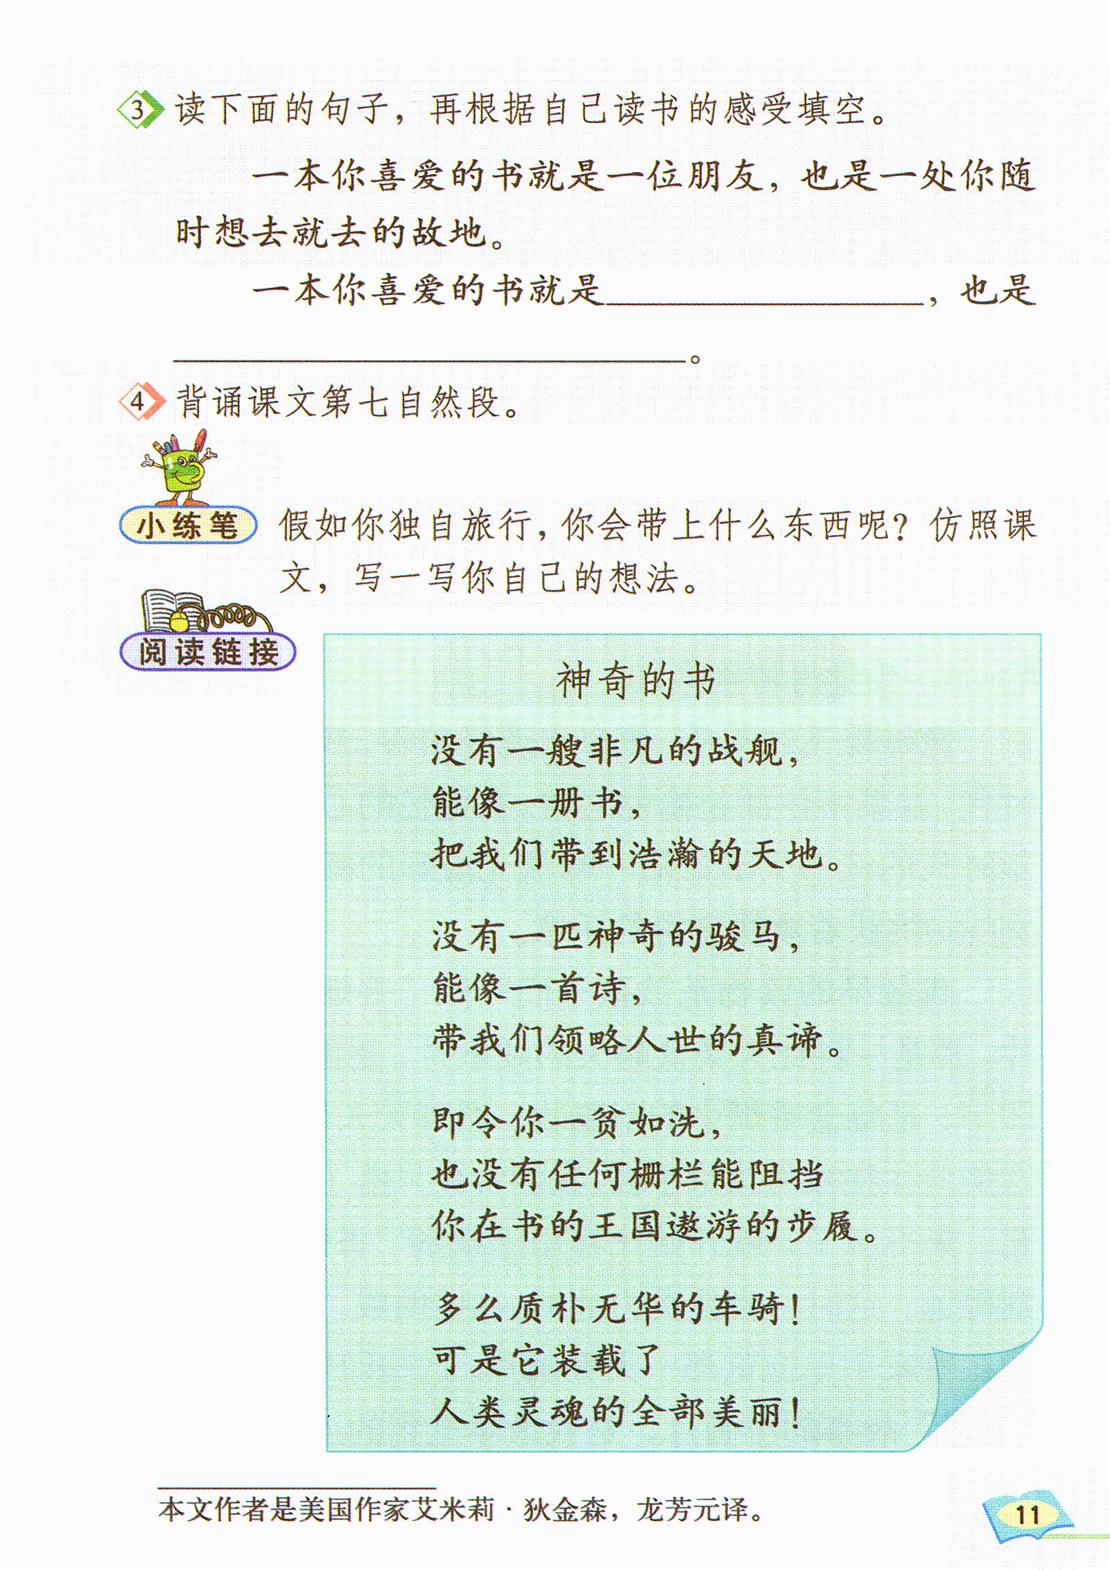 3 读下面的句子，再根据自己读书的感受填空。
一本你喜爱的书就是一位朋友，也是一处你随
时想去就去的故地。
一本你喜爱的书就是________________，也是
__________________________。
4 背诵课文第七自然段。
小练笔 假如你独自旅行，你会带上什么东西呢？仿照课
文，写一写你自己的想法。
阅读链接
神奇的书
没有一艘非凡的战舰，
能像一册书，
把我们带到浩瀚的天地。
没有一匹神奇的骏马，
能像一首诗，
带我们领略人世的真谛。
即令你一贫如洗，
也没有任何栅栏能阻挡
你在书的王国遨游的步履。
多么质朴无华的车骑！
可是它装载了
人类灵魂的全部美丽！
本文作者是美国作家艾米莉·狄金森，龙芳元译。
11